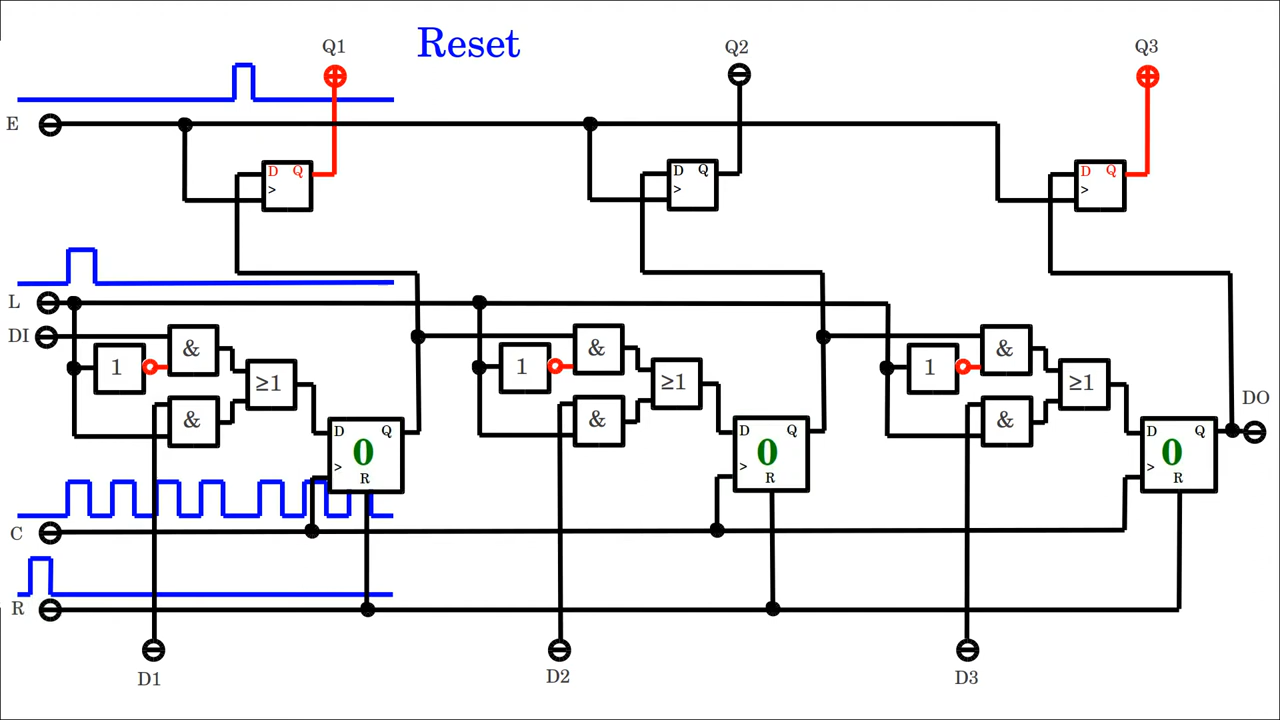 Reset
Q1 Q2 Q3
E
D Q D Q D Q
> > >
L
DI
& & &
1 1 1
≥1 ≥1 ≥1
& & &
DO
D Q D Q D Q
0 0 0
> > >
R R R
C
R
D1 D2 D3